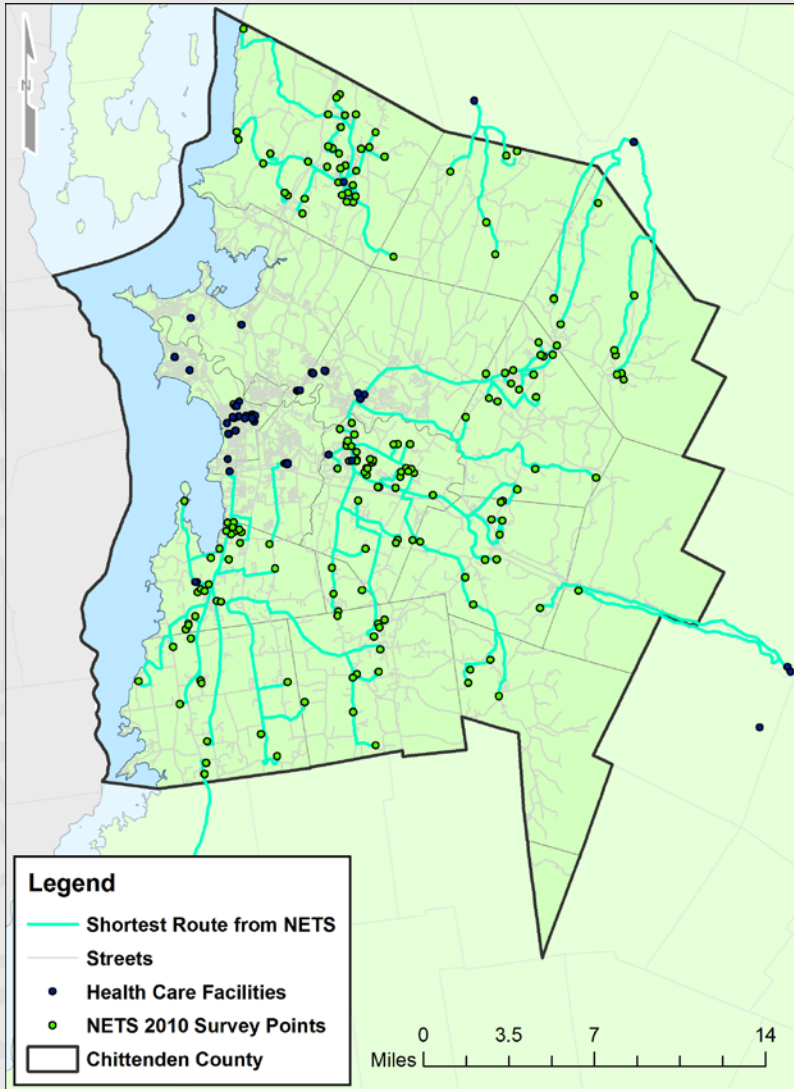 N
Legend
Shortest Route from NETS
Streets
Health Care Facilities
NETS 2010 Survey Points
Chittenden County
0 3.5 7 14
Miles